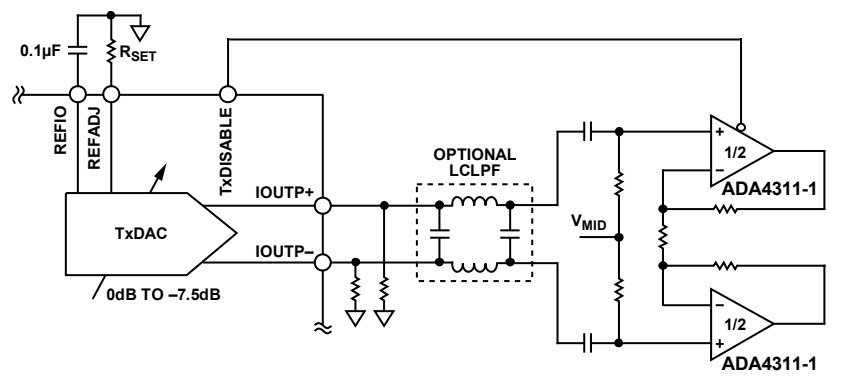 0.1µF
RSET
REFIO
REFADJ
TxDISABLE
IOUTP+
IOUTP–
TxDAC
0dB TO –7.5dB
OPTIONAL
LCLPF
VMID
+
1/2
–
ADA4311-1
–
1/2
+
ADA4311-1